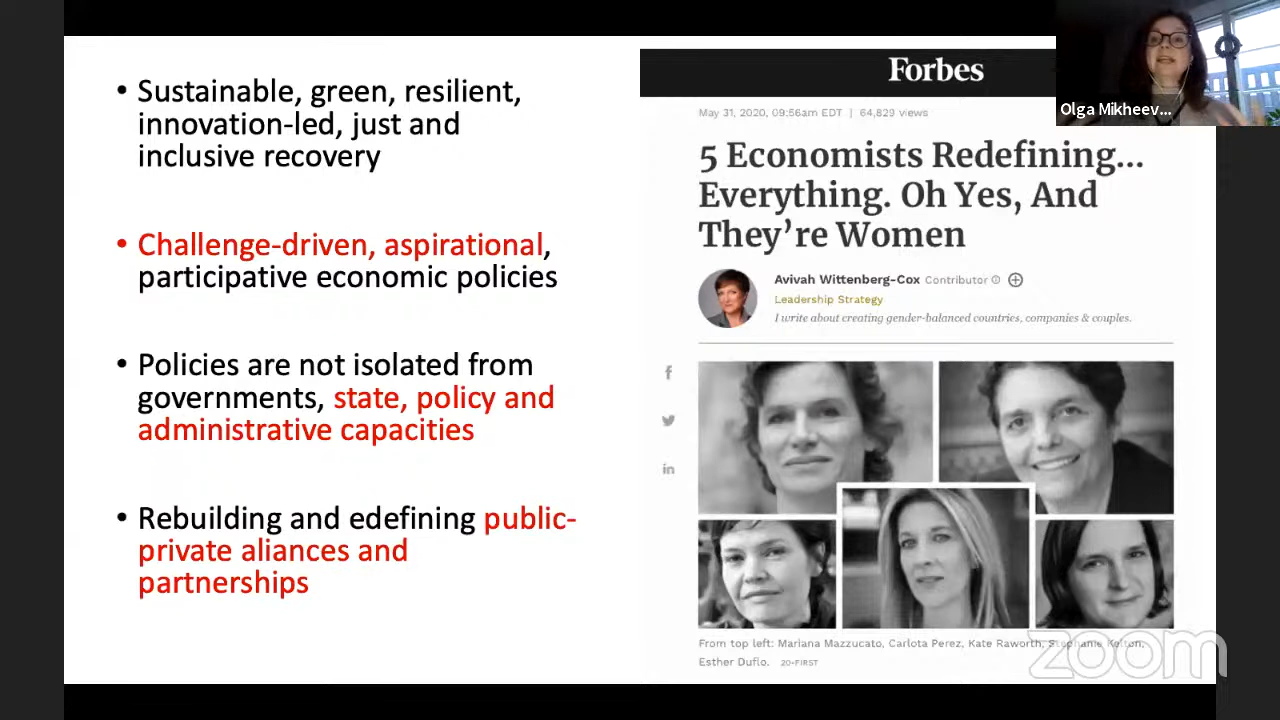 • Sustainable, green, resilient,
innovation-led, just and
inclusive recovery
• Challenge-driven, aspirational,
participative economic policies
• Policies are not isolated from
governments, state, policy and
administrative capacities
• Rebuilding and edefining public-
private aliances and
partnerships
Forbes
May 31, 2020, 09:56am EDT | 64,829 views
5 Economists Redefining...
Everything. Oh Yes, And
They're Women
Avivah Wittenberg-Cox Contributor
Leadership Strategy
I write about creating gender-balanced countries, companies & couples.
From top left: Mariana Mazzucato, Carlota Perez, Kate Raworth, Stephanie Kelton,
Esther Duflo. 20-FIRST
Olga Mikheev...
zoom